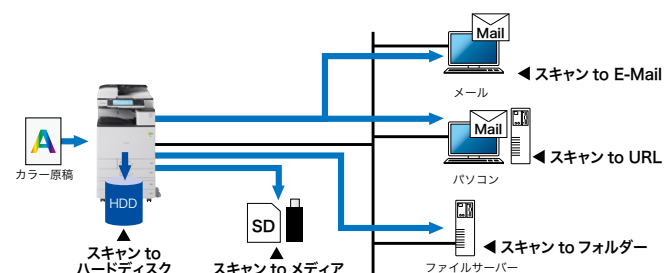 Mail
◀ スキャン to E-Mail
メール
A
カラー原稿
Mail
◀ スキャン to URL
パソコン
HDD
SD
▲
スキャン to
ハードディスク
▲
スキャン to メディア
◀ スキャン to フォルダー
ファイルサーバー